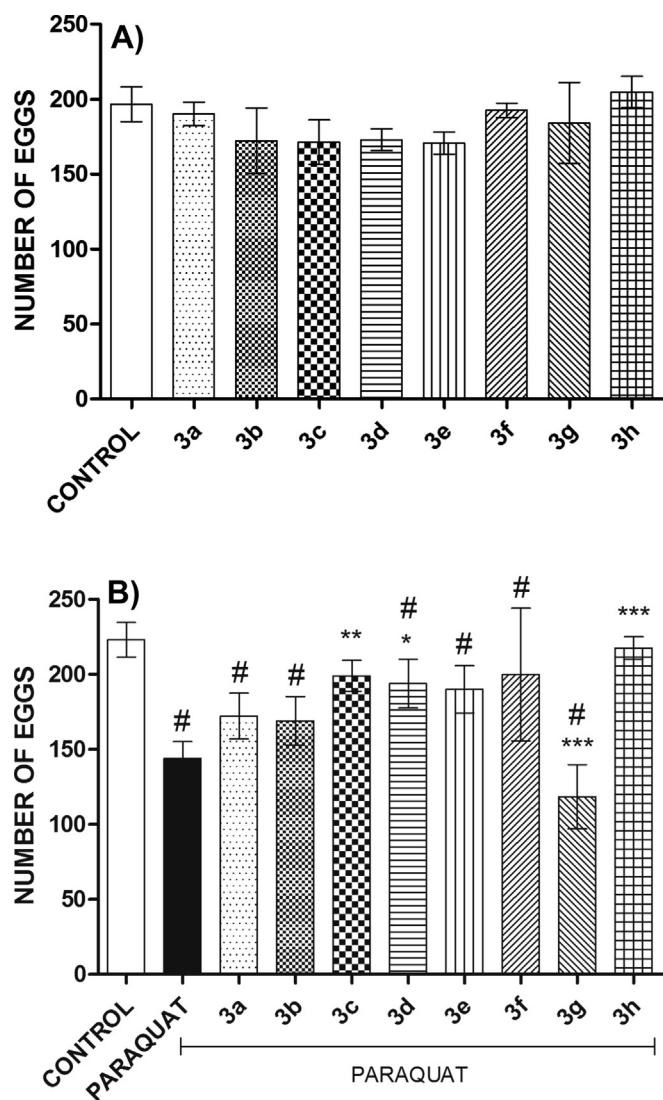 A)
NUMBER OF EGGS
250
200
150
100
50
0
CONTROL 3a 3b 3c 3d 3e 3f 3g 3h
B)
NUMBER OF EGGS
250
200
150
100
50
0
# # # ** # * # # # *** ***
CONTROL PARAQUAT 3a 3b 3c 3d 3e 3f 3g 3h
PARAQUAT